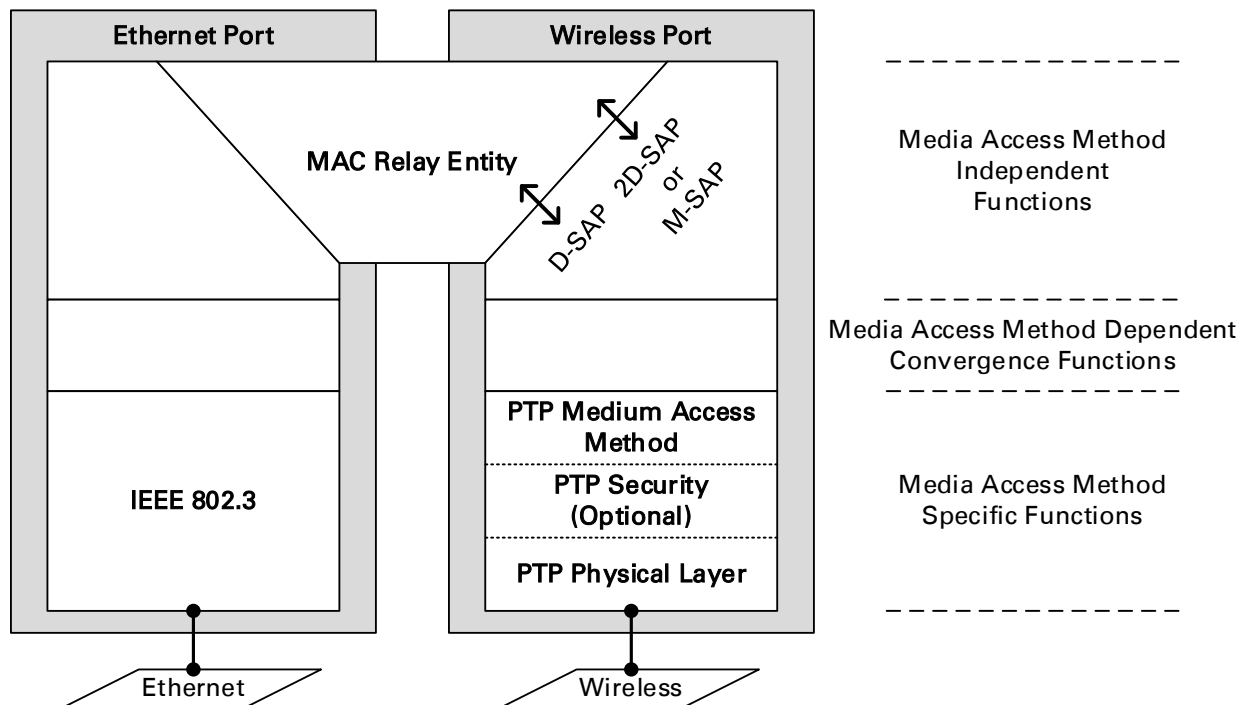 Ethernet Port
Wireless Port
MAC Relay Entity
D-SAP
2D-SAP
or
M-SAP
Media Access Method
Independent
Functions
Media Access Method Dependent
Convergence Functions
PTP Medium Access
Method
PTP Security
(Optional)
PTP Physical Layer
IEEE 802.3
Media Access Method
Specific Functions
Ethernet
Wireless